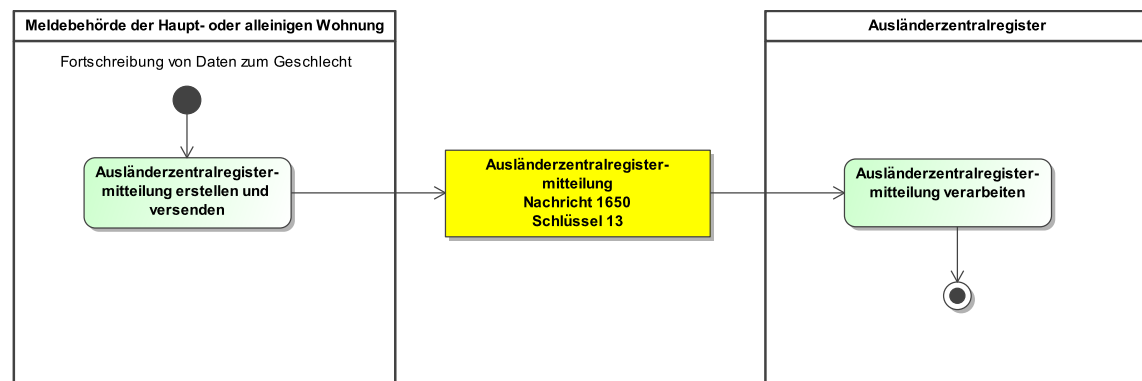 Meldebehörde der Haupt- oder alleinigen Wohnung
Fortschreibung von Daten zum Geschlecht
Ausländerzentralregister-
mitteilung erstellen und
versenden
Ausländerzentralregister-
mitteilung
Nachricht 1650
Schlüssel 13
Ausländerzentralregister
Ausländerzentralregister-
mitteilung verarbeiten